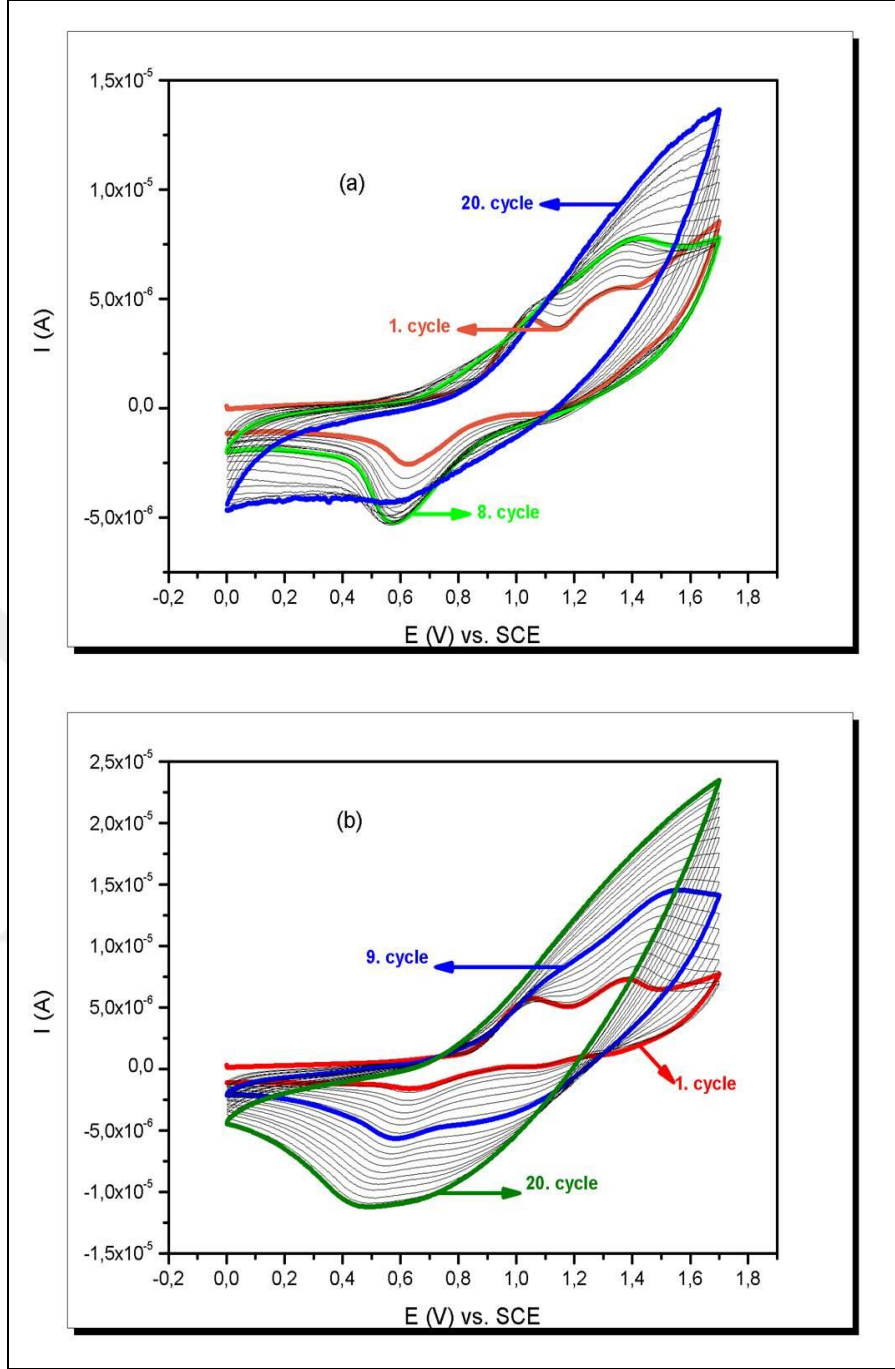 1,5x10⁻⁵
1,0x10⁻⁵
5,0x10⁻⁶
0,0
-5,0x10⁻⁶
I (A)
(a)
20. cycle
1. cycle
8. cycle
-0,2 0,0 0,2 0,4 0,6 0,8 1,0 1,2 1,4 1,6 1,8
E (V) vs. SCE
2,5x10⁻⁵
2,0x10⁻⁵
1,5x10⁻⁵
1,0x10⁻⁵
5,0x10⁻⁶
0,0
-5,0x10⁻⁶
-1,0x10⁻⁵
-1,5x10⁻⁵
I (A)
(b)
9. cycle
1. cycle
20. cycle
-0,2 0,0 0,2 0,4 0,6 0,8 1,0 1,2 1,4 1,6 1,8
E (V) vs. SCE